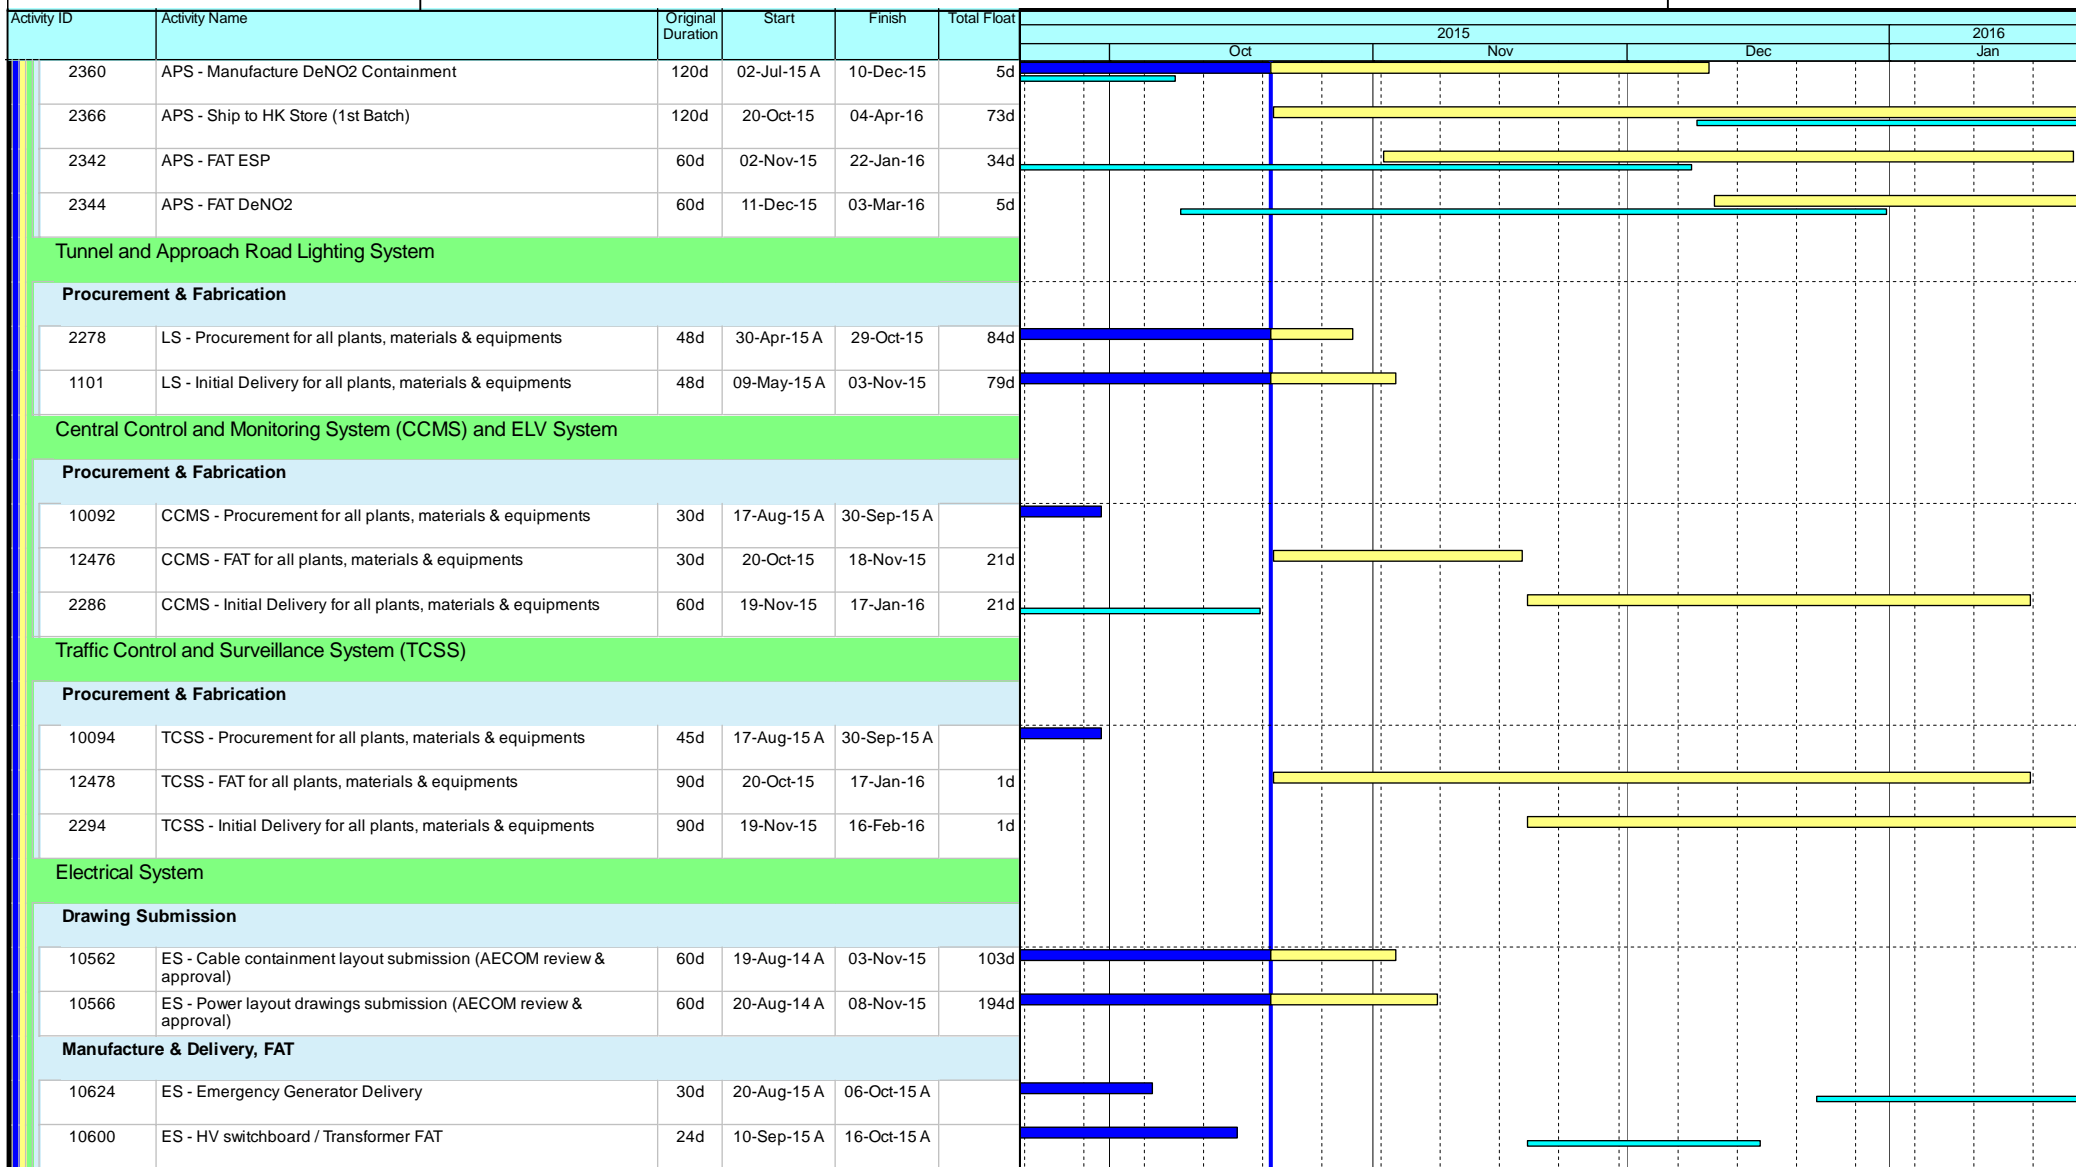 Activity ID Activity Name Original Duration Start Finish Total Float
2015 2016
Oct Nov Dec Jan
2360 APS - Manufacture DeNO2 Containment 120d 02-Jul-15 A 10-Dec-15 5d
2366 APS - Ship to HK Store (1st Batch) 120d 20-Oct-15 04-Apr-16 73d
2342 APS - FAT ESP 60d 02-Nov-15 22-Jan-16 34d
2344 APS - FAT DeNO2 60d 11-Dec-15 03-Mar-16 5d
Tunnel and Approach Road Lighting System
Procurement & Fabrication
2278 LS - Procurement for all plants, materials & equipments 48d 30-Apr-15 A 29-Oct-15 84d
1101 LS - Initial Delivery for all plants, materials & equipments 48d 09-May-15 A 03-Nov-15 79d
Central Control and Monitoring System (CCMS) and ELV System
Procurement & Fabrication
10092 CCMS - Procurement for all plants, materials & equipments 30d 17-Aug-15 A 30-Sep-15 A
12476 CCMS - FAT for all plants, materials & equipments 30d 20-Oct-15 18-Nov-15 21d
2286 CCMS - Initial Delivery for all plants, materials & equipments 60d 19-Nov-15 17-Jan-16 21d
Traffic Control and Surveillance System (TCSS)
Procurement & Fabrication
10094 TCSS - Procurement for all plants, materials & equipments 45d 17-Aug-15 A 30-Sep-15 A
12478 TCSS - FAT for all plants, materials & equipments 90d 20-Oct-15 17-Jan-16 1d
2294 TCSS - Initial Delivery for all plants, materials & equipments 90d 19-Nov-15 16-Feb-16 1d
Electrical System
Drawing Submission
10562 ES - Cable containment layout submission (AECOM review & 60d 19-Aug-14 A 03-Nov-15 103d
approval)
10566 ES - Power layout drawings submission (AECOM review & 60d 20-Aug-14 A 08-Nov-15 194d
approval)
Manufacture & Delivery, FAT
10624 ES - Emergency Generator Delivery 30d 20-Aug-15 A 06-Oct-15 A
10600 ES - HV switchboard / Transformer FAT 24d 10-Sep-15 A 16-Oct-15 A